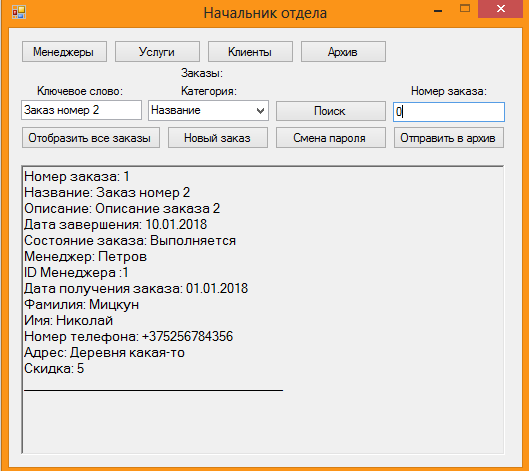 Начальник отдела
Менеджеры Услуги Клиенты Архив
Заказы:
Ключевое слово: Категория: Номер заказа:
Заказ номер 2 Название Поиск 0
Отобразить все заказы Новый заказ Смена пароля Отправить в архив
Номер заказа: 1
Название: Заказ номер 2
Описание: Описание заказа 2
Дата завершения: 10.01.2018
Состояние заказа: Выполняется
Менеджер: Петров
ID Менеджера :1
Дата получения заказа: 01.01.2018
Фамилия: Мицкун
Имя: Николай
Номер телефона: +375256784356
Адрес: Деревня какая-то
Скидка: 5